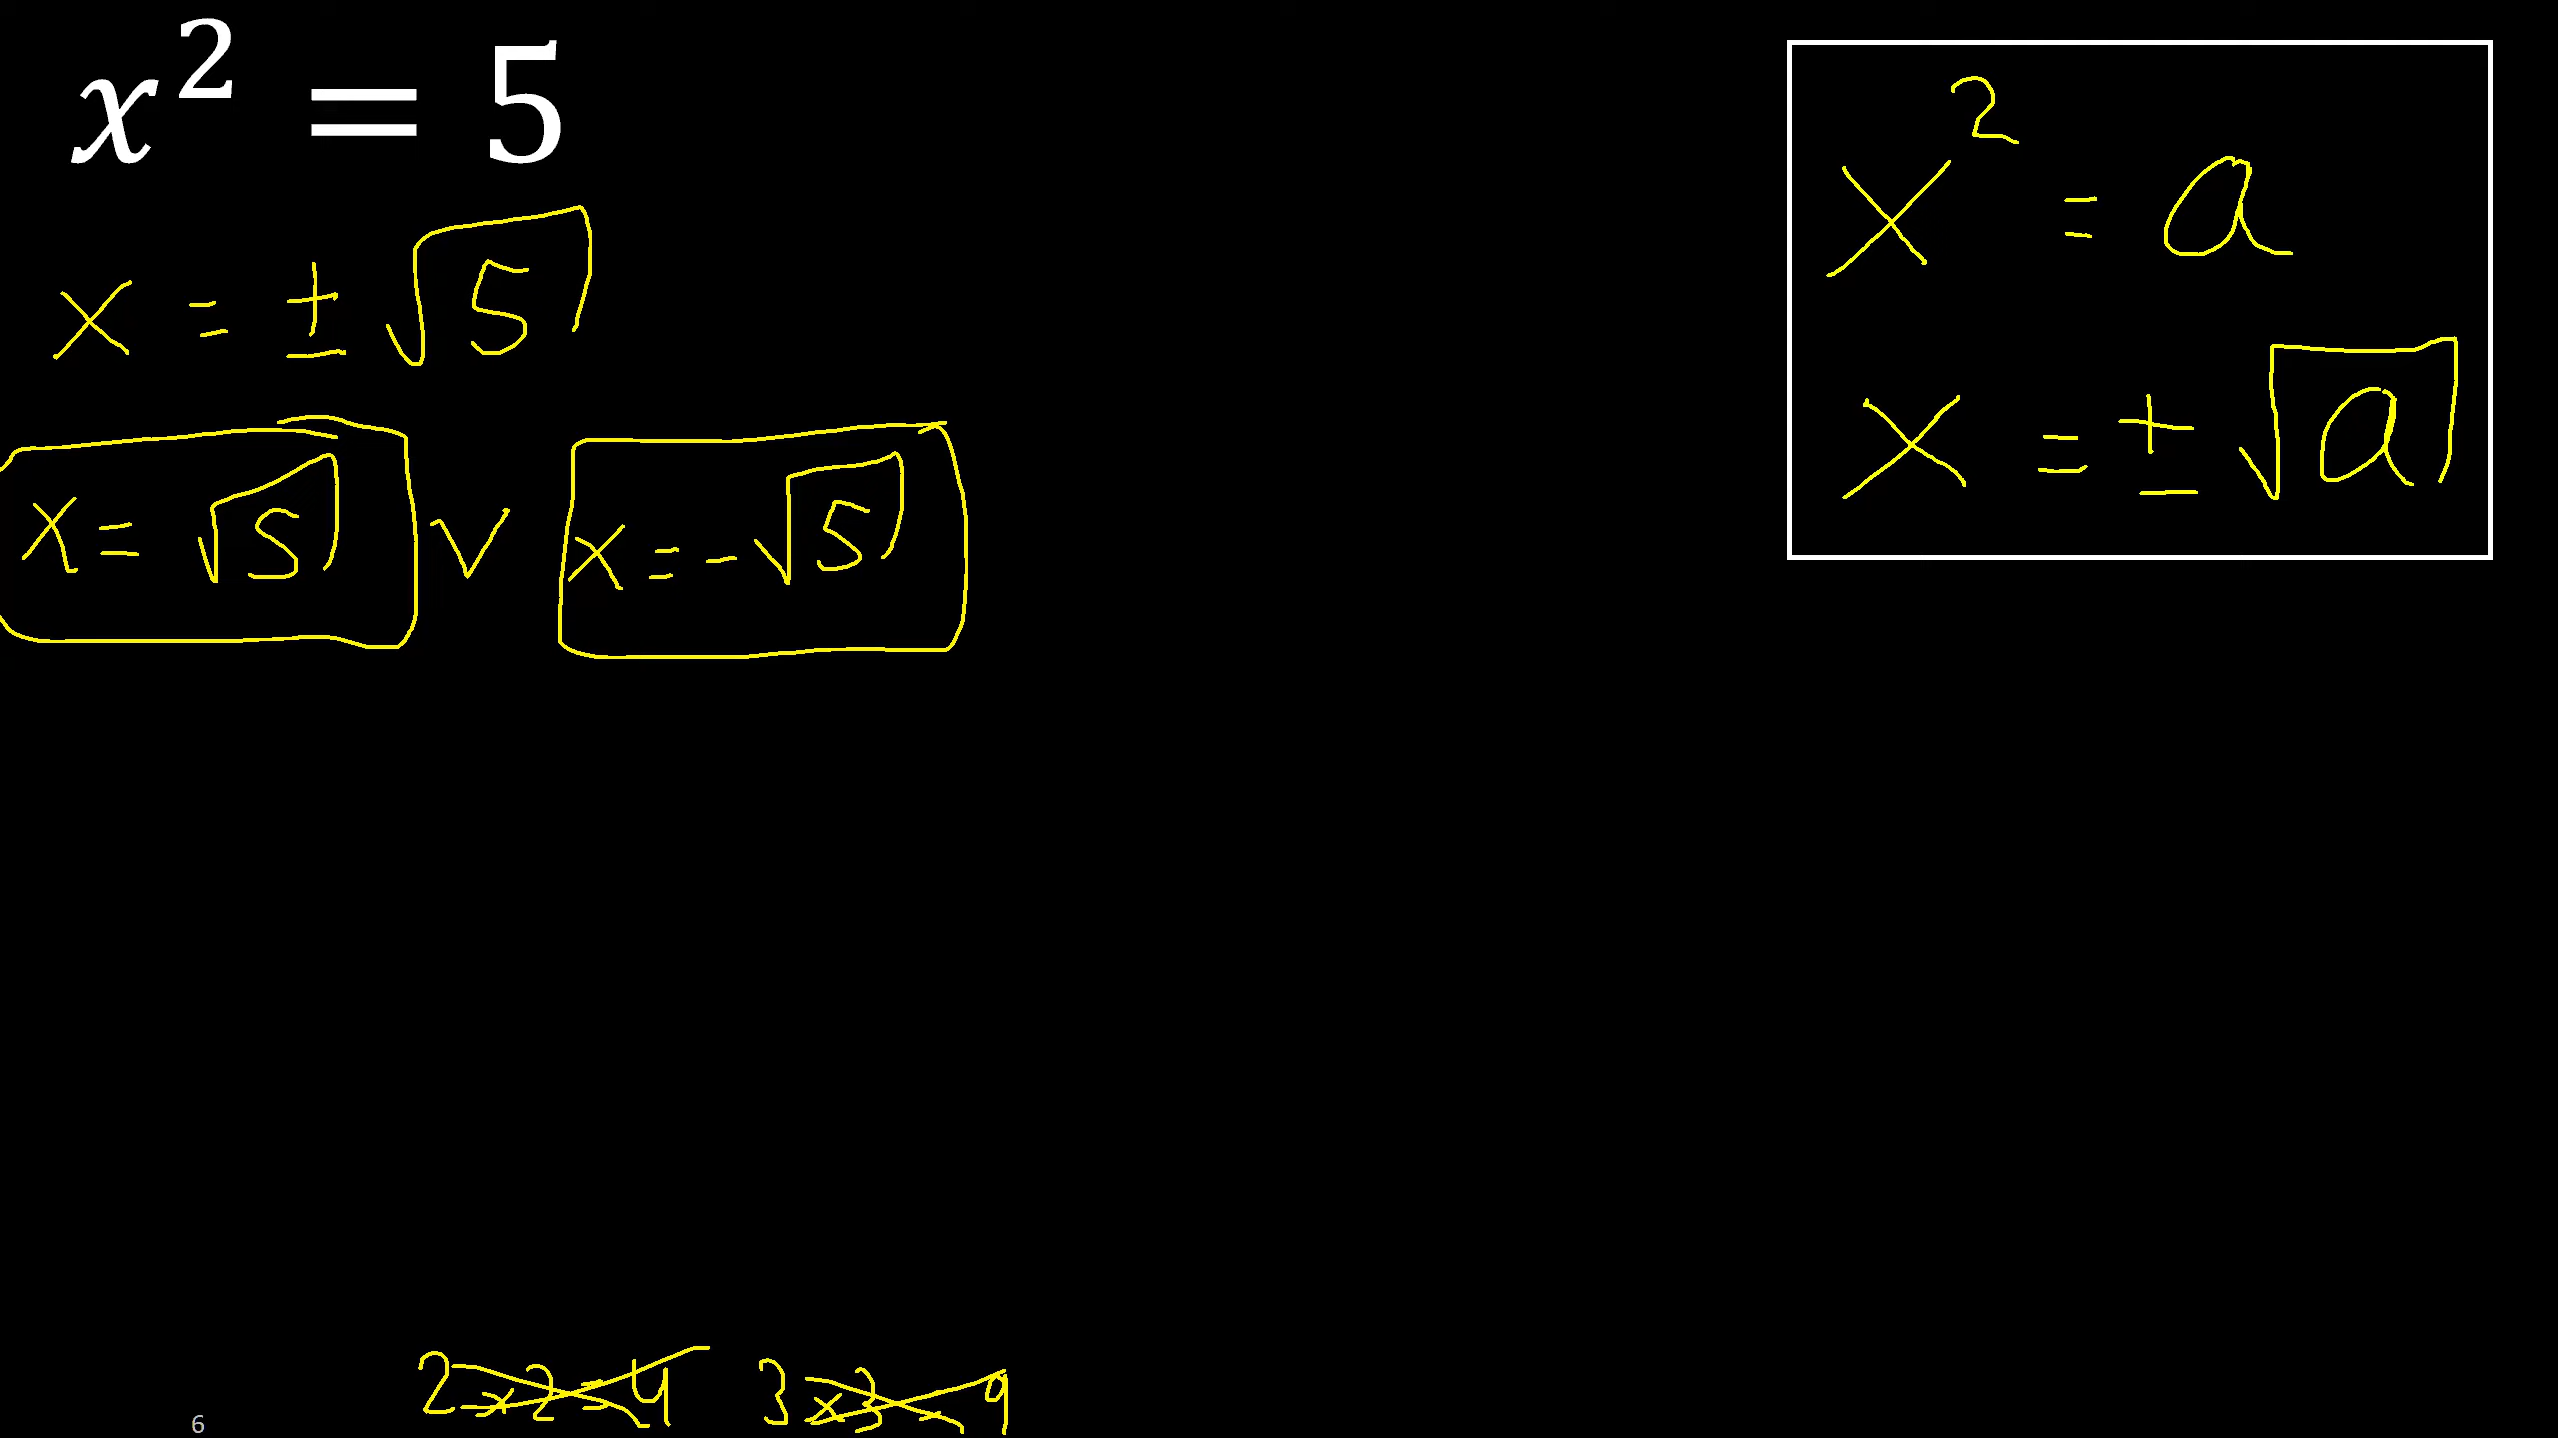 x² = 5
x = ± √5
x = √5 ∨ x = - √5
x² = a
x = ± √a
2 x 2 = 4 3 x 3 = 9
6